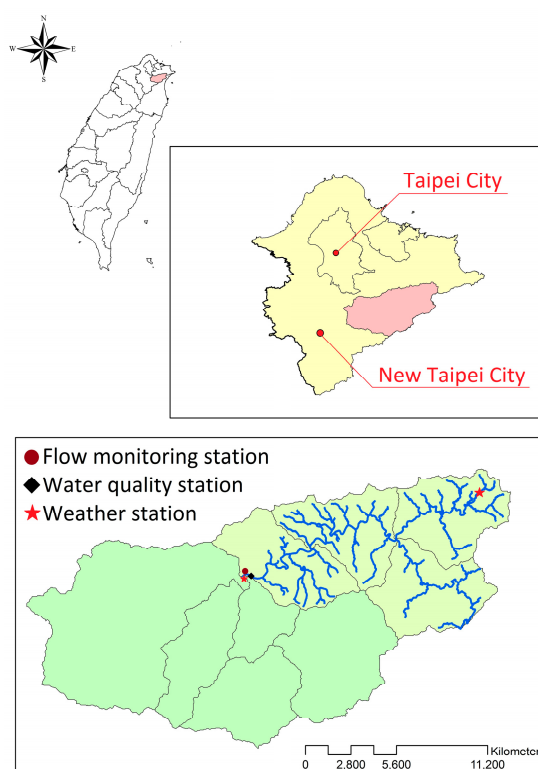 N
W
E
S
Taipei City
New Taipei City
Flow monitoring station
Water quality station
Weather station
Kilometer
0 2.800 5.600 11.200